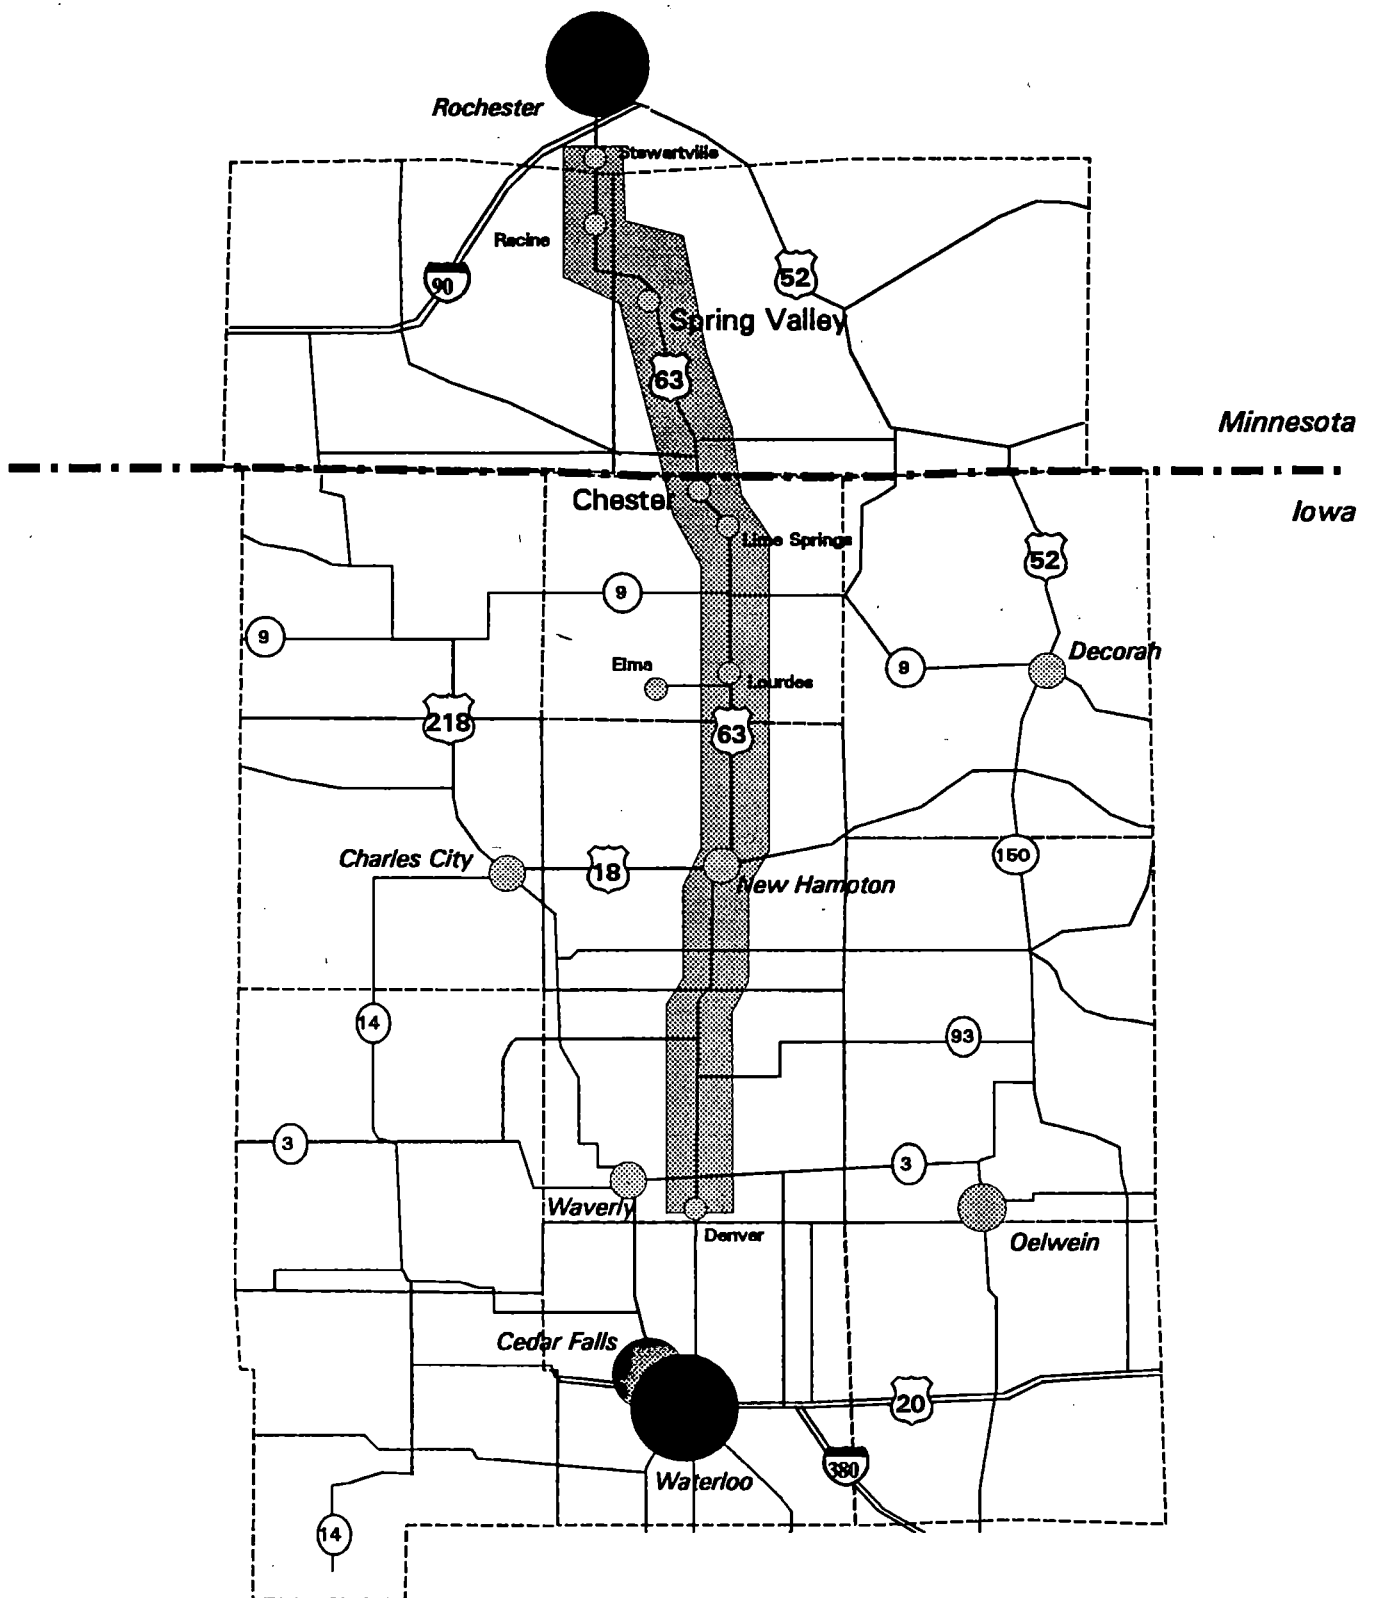 Rochester
Stewartville
Racine
90
52
Spring Valley
63
Minnesota
Chester
Iowa
Lime Springs
52
9
9
Elma
Decorah
9
Lourdes
218
63
Charles City
18
150
New Hampton
14
93
3
3
Waverly
Denver
Oelwein
Cedar Falls
20
380
Waterloo
14